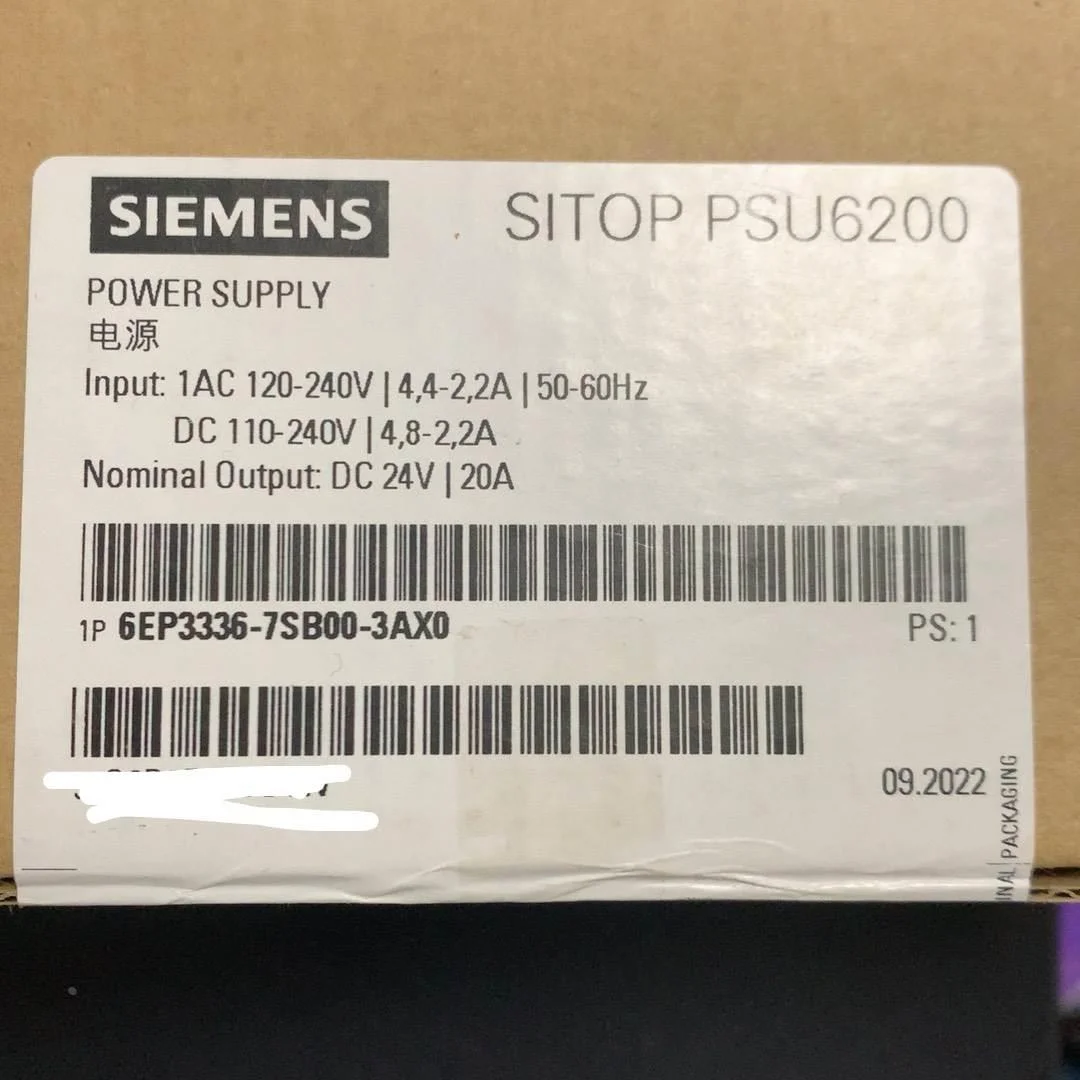 SIEMENS
SITOP PSU6200
POWER SUPPLY
电源
Input: 1AC 120-240V | 4,4-2,2A | 50-60Hz
DC 110-240V | 4,8-2,2A
Nominal Output: DC 24V | 20A
1P 6EP3336-7SB00-3AX0
PS: 1
09.2022
PACKAGING